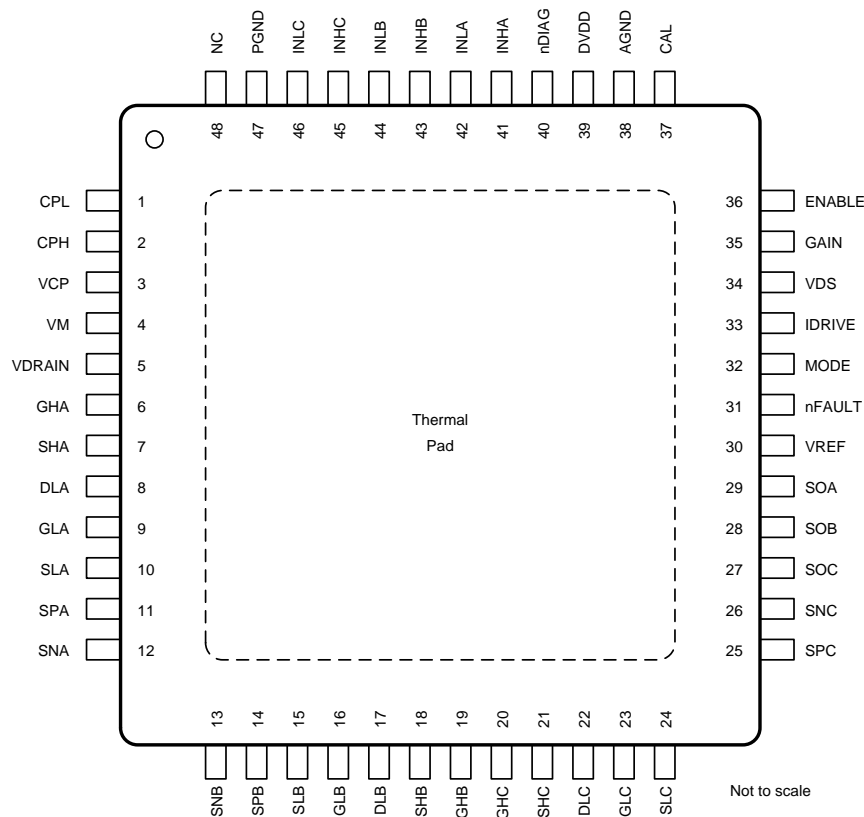 NC PGND INLC INHC INLB INHB INLA INHA nDIAG DVDD AGND CAL
48 47 46 45 44 43 42 41 40 39 38 37
CPL 1 36 ENABLE
CPH 2 35 GAIN
VCP 3 34 VDS
VM 4 33 IDRIVE
VDRAIN 5 32 MODE
GHA 6 31 nFAULT
Thermal
SHA 7 30 VREF
Pad
DLA 8 29 SOA
GLA 9 28 SOB
SLA 10 27 SOC
SPA 11 26 SNC
SNA 12 25 SPC
13 14 15 16 17 18 19 20 21 22 23 24
SNB SPB SLB GLB DLB SHB GHB GHC SHC DLC GLC SLC
Not to scale